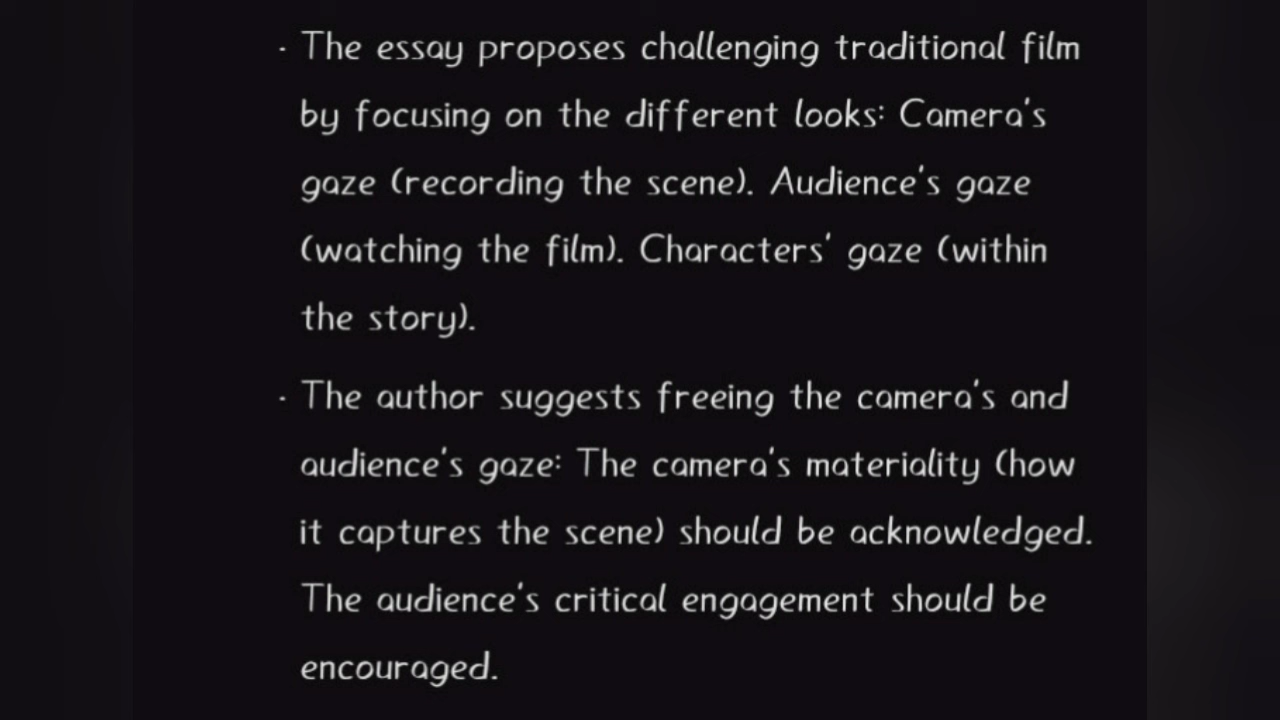 · The essay proposes challenging traditional film
by focusing on the different looks: Camera's
gaze (recording the scene). Audience's gaze
(watching the film). Characters' gaze (within
the story).
· The author suggests freeing the camera's and
audience's gaze: The camera's materiality (how
it captures the scene) should be acknowledged.
The audience's critical engagement should be
encouraged.